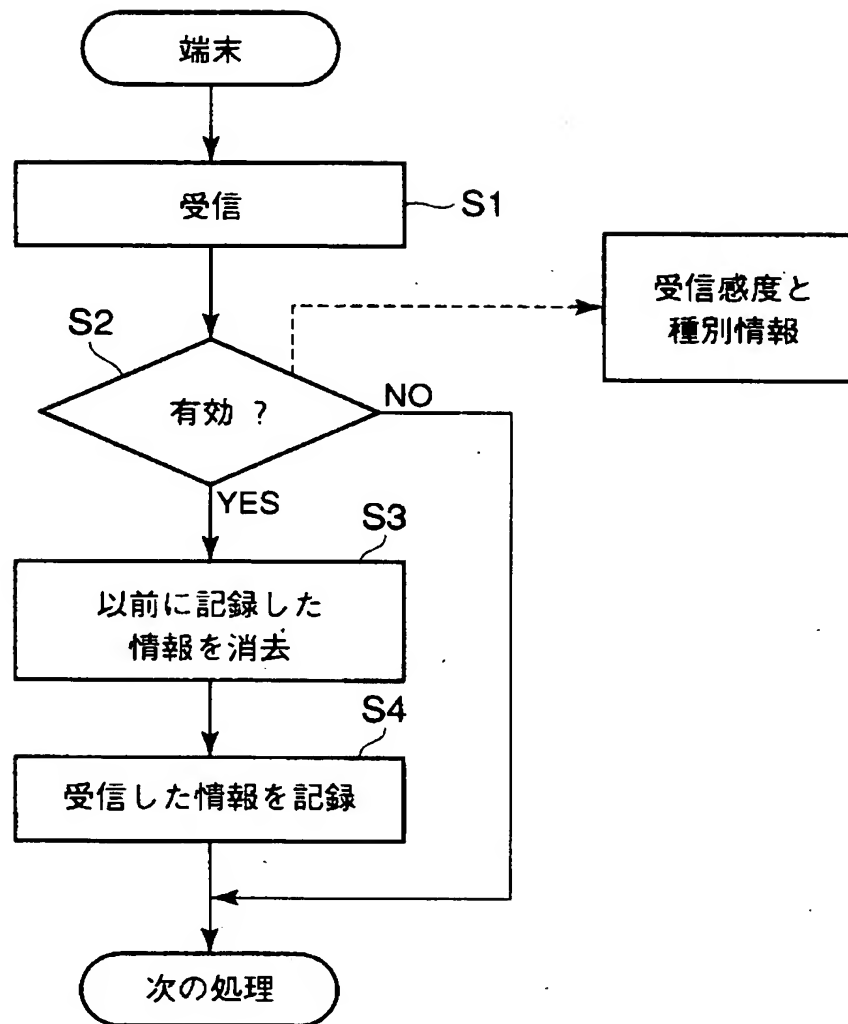 端末
受信
S1
受信感度と
種別情報
S2
有効 ?
NO
YES
S3
以前に記録した
情報を消去
S4
受信した情報を記録
次の処理